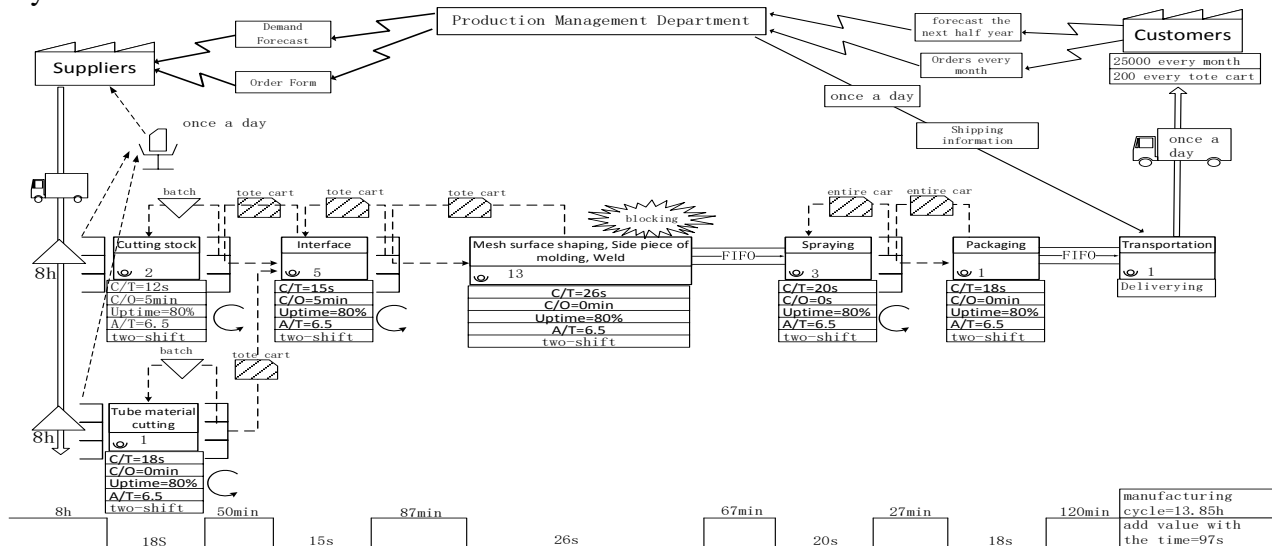 Production Management Department
Demand
Forecast
Order Form
Suppliers
forecast the
next half year
Orders every
month
Customers
25000 every month
200 every tote cart
once a day
once a day
Shipping
information
once a
day
batch
tote cart
tote cart
tote cart
blocking
entire car
entire car
8h
Cutting stock
2
C/T=12s
C/O=5min
Uptime=80%
A/T=6.5
two-shift
Interface
5
C/T=15s
C/O=5min
Uptime=80%
A/T=6.5
two-shift
Mesh surface shaping, Side piece of
molding, Weld
13
C/T=26s
C/O=0min
Uptime=80%
A/T=6.5
two-shift
FIFO
Spraying
3
C/T=20s
C/O=0s
Uptime=80%
A/T=6.5
two-shift
Packaging
1
C/T=18s
C/O=0min
Uptime=80%
A/T=6.5
two-shift
FIFO
Transportation
1
Deliverying
batch
tote cart
8h
Tube material
cutting
1
C/T=18s
C/O=0min
Uptime=80%
A/T=6.5
two-shift
8h
18S
50min
15s
87min
26s
67min
20s
27min
18s
120min
manufacturing
cycle=13.85h
add value with
the time=97s